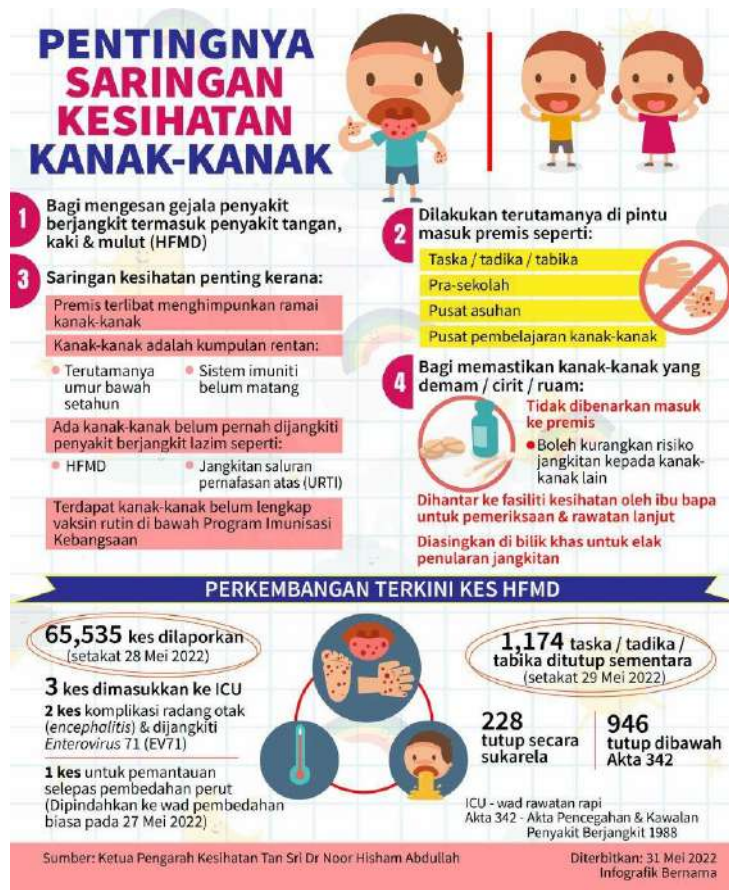 PENTINGNYA
SARINGAN
KESIHATAN
KANAK-KANAK
1
Bagi mengesan gejala penyakit
berjangkit termasuk penyakit tangan,
kaki & mulut (HFMD)
2
Dilakukan terutamanya di pintu
masuk premis seperti:
Taska / tadika / tabika
Pra-sekolah
Pusat asuhan
Pusat pembelajaran kanak-kanak
3
Saringan kesihatan penting kerana:
Premis terlibat menghimpunkan ramai
kanak-kanak
Kanak-kanak adalah kumpulan rentan:
Terutamanya
umur bawah
setahun
Sistem imuniti
belum matang
Ada kanak-kanak belum pernah dijangkiti
penyakit berjangkit lazim seperti:
HFMD
Jangkitan saluran
pernafasan atas (URTI)
Terdapat kanak-kanak belum lengkap
vaksin rutin di bawah Program Imunisasi
Kebangsaan
4
Bagi memastikan kanak-kanak yang
demam / cirit / ruam:
Tidak dibenarkan masuk
ke premis
Boleh kurangkan risiko
jangkitan kepada kanak-
kanak lain
Dihantar ke fasiliti kesihatan oleh ibu bapa
untuk pemeriksaan & rawatan lanjut
Diasingkan di bilik khas untuk elak
penularan jangkitan
PERKEMBANGAN TERKINI KES HFMD
65,535 kes dilaporkan
(setakat 28 Mei 2022)
3 kes dimasukkan ke ICU
2 kes komplikasi radang otak
(encephalitis) & dijangkiti
Enterovirus 71 (EV71)
1 kes untuk pemantauan
selepas pembedahan perut
(Dipindahkan ke wad pembedahan
biasa pada 27 Mei 2022)
1,174 taska / tadika /
tabika ditutup sementara
(setakat 29 Mei 2022)
228
tutup secara
sukarela
946
tutup dibawah
Akta 342
ICU - wad rawatan rapi
Akta 342 - Akta Pencegahan & Kawalan
Penyakit Berjangkit 1988
Sumber: Ketua Pengarah Kesihatan Tan Sri Dr Noor Hisham Abdullah
Diterbitkan: 31 Mei 2022
Infografik Bernama